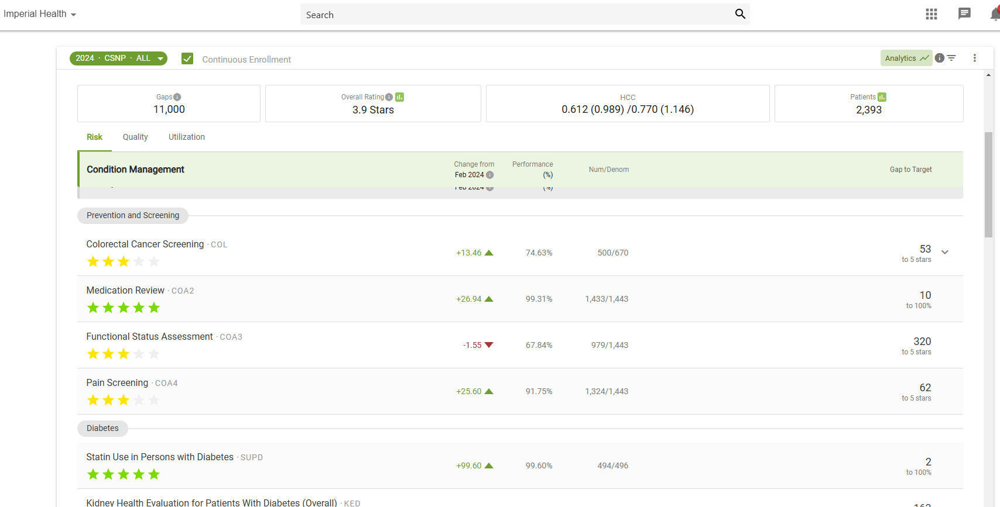 Imperial Health
Search
2024 · CSNP · ALL
Continuous Enrollment
Analytics
Gaps
11,000
Overall Rating
3.9 Stars
HCC
0.612 (0.989) /0.770 (1.146)
Patients
2,393
Risk Quality Utilization
Condition Management
Change from
Feb 2024
Performance
(%)
Num/Denom
Gap to Target
Feb 2024 (%)
Prevention and Screening
Colorectal Cancer Screening · COL
+13.46 74.63% 500/670
53
to 5 stars
Medication Review · COA2
+26.94 99.31% 1,433/1,443
10
to 100%
Functional Status Assessment · COA3
-1.55 67.84% 979/1,443
320
to 5 stars
Pain Screening · COA4
+25.60 91.75% 1,324/1,443
62
to 5 stars
Diabetes
Statin Use in Persons with Diabetes · SUPD
+99.60 99.60% 494/496
2
to 100%
Kidney Health Evaluation for Patients With Diabetes (Overall) · KED
162